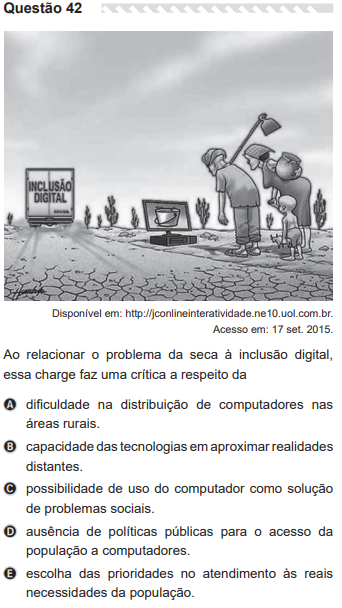 Questão 42
INCLUSÃO
DIGITAL
Disponível em: http://jconlineinteratividade.ne10.uol.com.br.
Acesso em: 17 set. 2015.
Ao relacionar o problema da seca à inclusão digital,
essa charge faz uma crítica a respeito da
A dificuldade na distribuição de computadores nas
áreas rurais.
B capacidade das tecnologias em aproximar realidades
distantes.
C possibilidade de uso do computador como solução
de problemas sociais.
D ausência de políticas públicas para o acesso da
população a computadores.
E escolha das prioridades no atendimento às reais
necessidades da população.